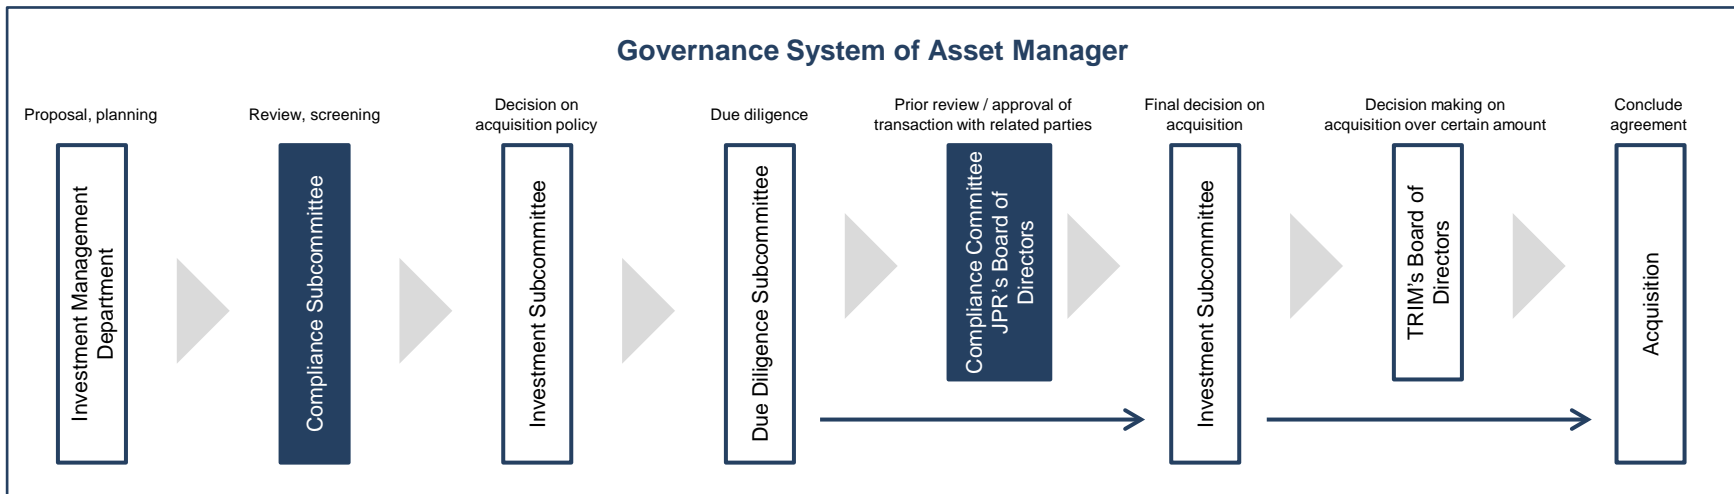 Governance System of Asset Manager
Proposal, planning
Investment Management
Department
Review, screening
Compliance Subcommittee
Decision on
acquisition policy
Investment Subcommittee
Due diligence
Due Diligence Subcommittee
Prior review / approval of
transaction with related parties
Compliance Committee
JPR's Board of
Directors
Final decision on
acquisition
Investment Subcommittee
Decision making on
acquisition over certain amount
TRIM's Board of
Directors
Conclude
agreement
Acquisition